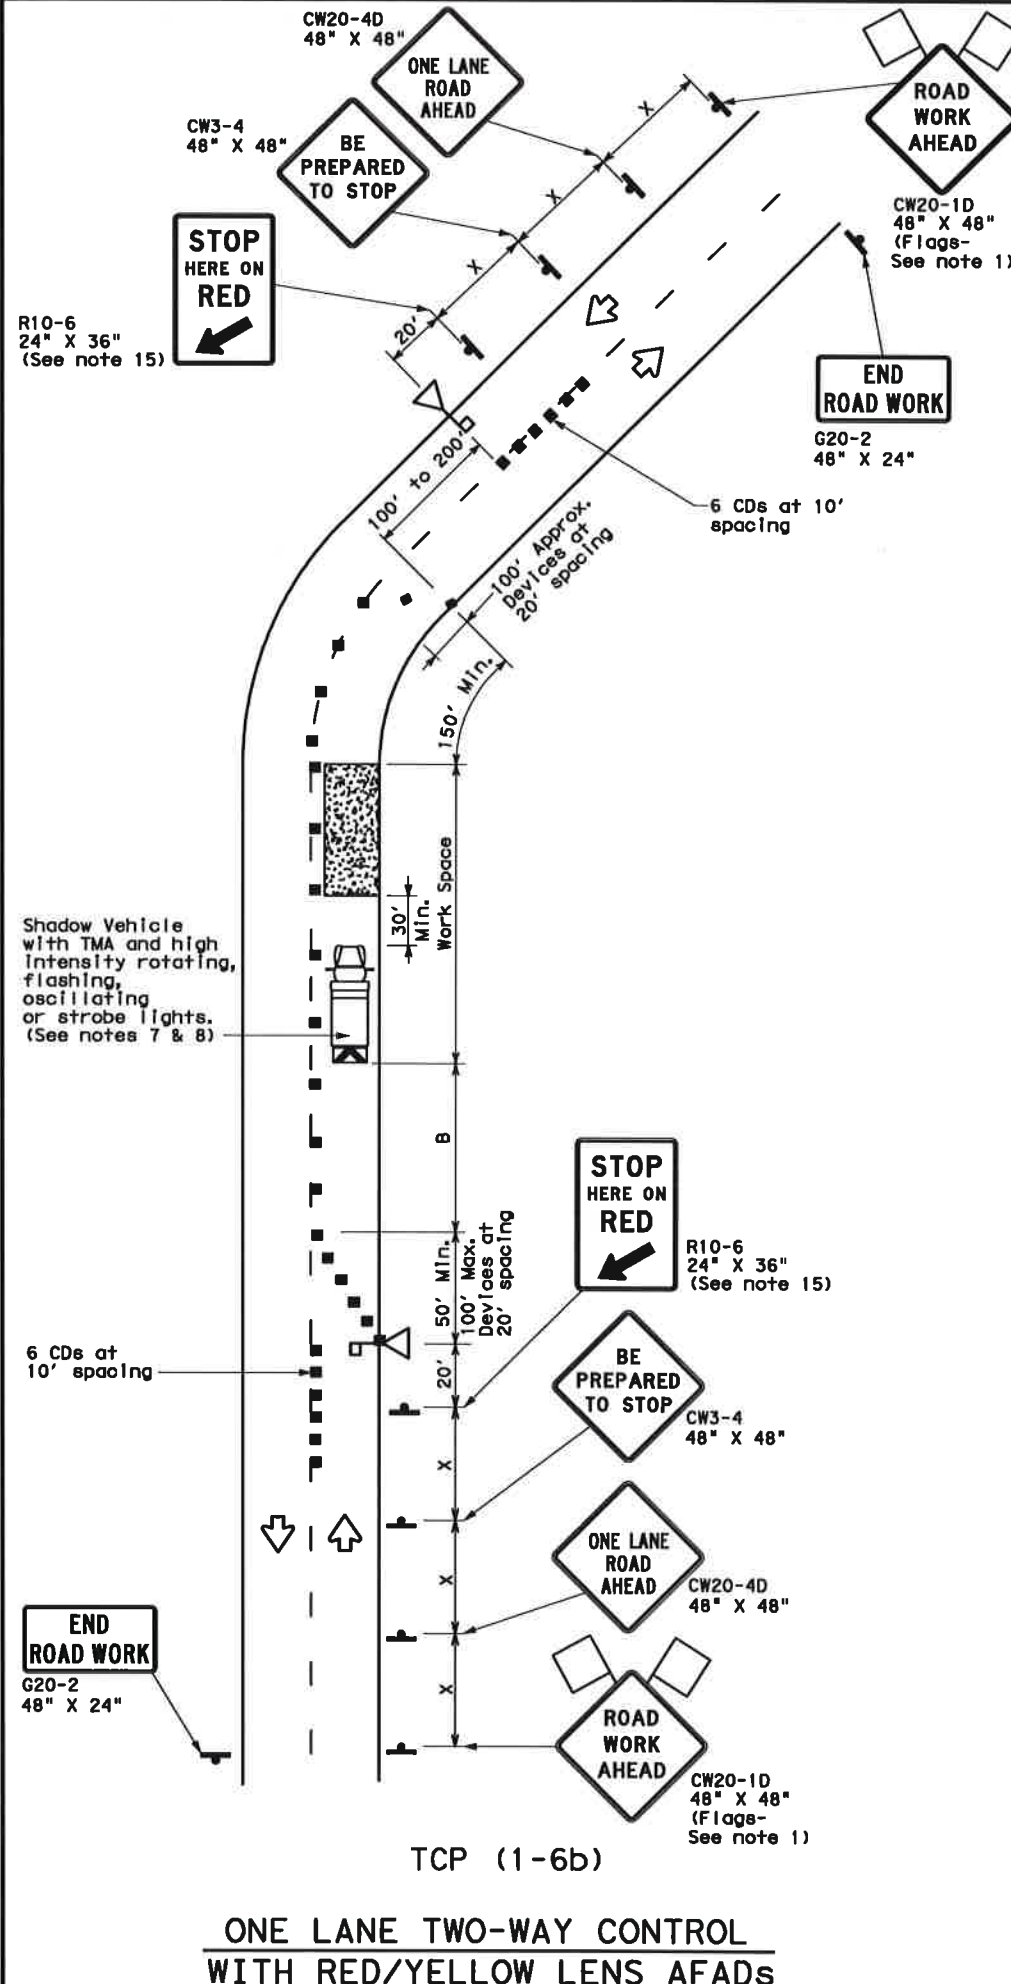 CW20-4D
48" X 48"
ONE LANE
ROAD
AHEAD
ROAD
WORK
AHEAD
CW20-1D
48" X 48"
(Flags-
See note 1)
CW3-4
48" X 48"
BE
PREPARED
TO STOP
X
X
X
20'
STOP
HERE ON
RED
R10-6
24" X 36"
(See note 15)
END
ROAD WORK
G20-2
48" X 24"
100' to 200'
6 CDs at 10'
spacing
100' Approx.
Devices at
20' spacing
150' Min.
Work Space
30'
Min.
Shadow Vehicle
with TMA and high
intensity rotating,
flashing,
oscillating
or strobe lights.
(See notes 7 & 8)
B
50' Min.
100' Max.
Devices at
20' spacing
STOP
HERE ON
RED
R10-6
24" X 36"
(See note 15)
6 CDs at
10' spacing
20'
BE
PREPARED
TO STOP
CW3-4
48" X 48"
X
X
X
ONE LANE
ROAD
AHEAD
CW20-4D
48" X 48"
END
ROAD WORK
G20-2
48" X 24"
ROAD
WORK
AHEAD
CW20-1D
48" X 48"
(Flags-
See note 1)
TCP (1-6b)
ONE LANE TWO-WAY CONTROL
WITH RED/YELLOW LENS AFADs